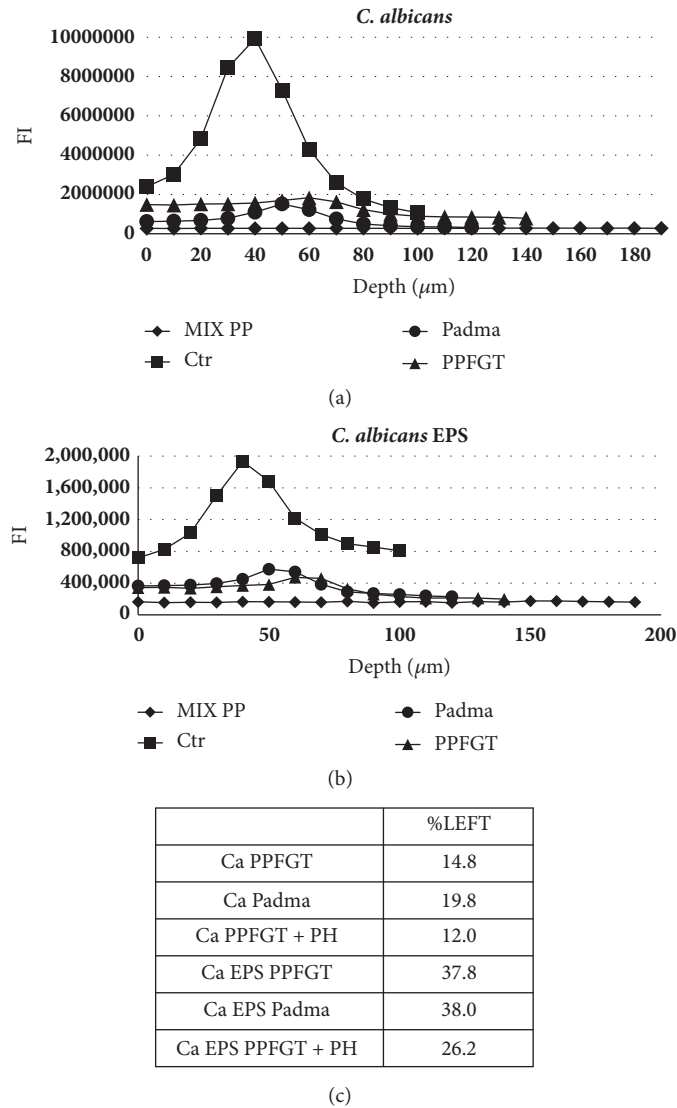 C. albicans
FI
10000000
8000000
6000000
4000000
2000000
0
0 20 40 60 80 100 120 140 160 180
Depth (μm)
MIX PP
Padma
Ctr
PPFGT
(a)
C. albicans EPS
FI
2,000,000
1,600,000
1,200,000
800,000
400,000
0
0 50 100 150 200
Depth (μm)
MIX PP
Padma
Ctr
PPFGT
(b)
%LEFT
Ca PPFGT 14.8
Ca Padma 19.8
Ca PPFGT + PH 12.0
Ca EPS PPFGT 37.8
Ca EPS Padma 38.0
Ca EPS PPFGT + PH 26.2
(c)